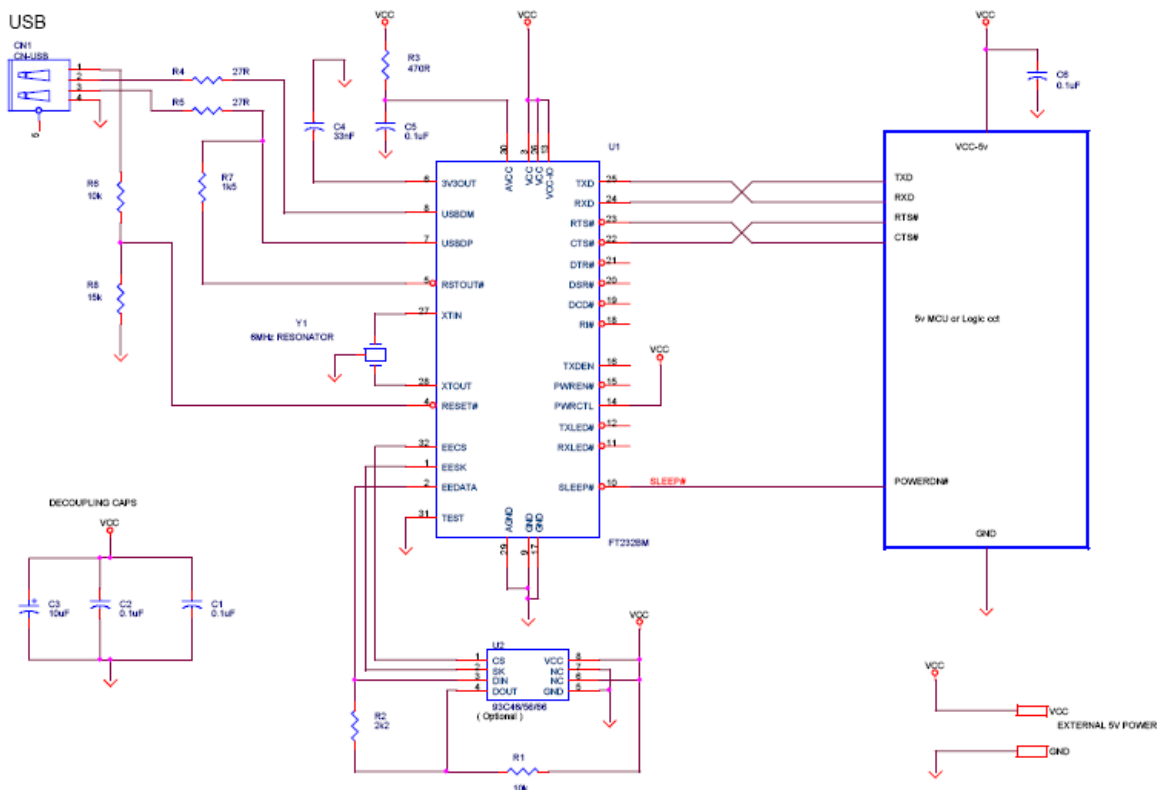 USB
CN1
CN-USB
1
2
3
4
5
R4
27R
R5
27R
R7
1k5
R6
10k
R8
15k
VCC
R3
470R
C4
33nF
C5
0.1uF
VCC
VCC
C6
0.1uF
U1
30
3
26
13
AVCC
VCC
VCC
VCC-IO
6
3V3OUT
8
USBDM
7
USBDP
5
RSTOUT#
27
XTIN
28
XTOUT
4
RESET#
32
EECS
1
EESK
2
EEDATA
31
TEST
Y1
6MHz RESONATOR
TXD
25
RXD
24
RTS#
23
CTS#
22
DTR#
21
DSR#
20
DCD#
19
RI#
18
TXDEN
16
PWREN#
15
PWRCTL
14
TXLED#
12
RXLED#
11
SLEEP#
10
VCC
SLEEP#
AGND
GND
GND
29
9
17
FT232BM
VCC-5v
TXD
RXD
RTS#
CTS#
5v MCU or Logic cct
POWERDN#
GND
DECOUPLING CAPS
VCC
C3
10uF
C2
0.1uF
C1
0.1uF
U2
1
CS
2
SK
3
DIN
4
DOUT
VCC
8
NC
7
NC
6
GND
5
93C46/56/66
( Optional )
VCC
R2
2k2
R1
10k
VCC
VCC
EXTERNAL 5V POWER
GND